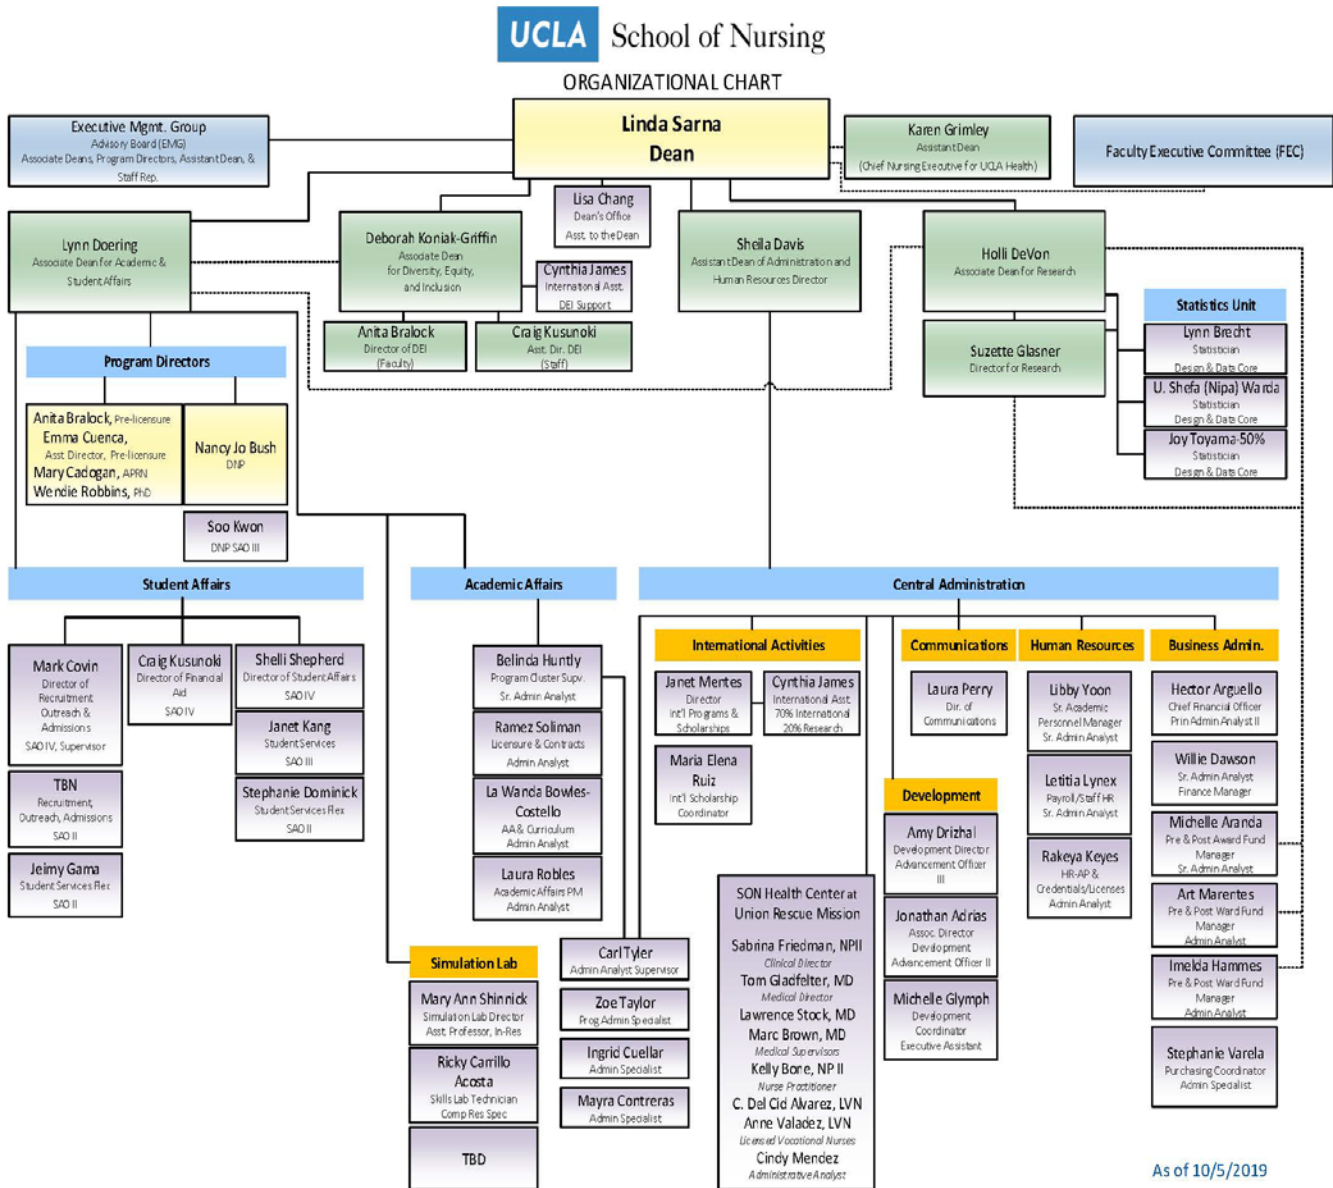 UCLA School of Nursing
ORGANIZATIONAL CHART
Executive Mgmt. Group
Advisory Board (EMG)
Associate Deans, Program Directors, Assistant Dean, &
Staff Rep.
Linda Sarna
Dean
Karen Grimley
Assistant Dean
(Chief Nursing Executive for UCLA Health)
Faculty Executive Committee (FEC)
Lisa Chang
Dean's Office
Asst. to the Dean
Lynn Doering
Associate Dean for Academic &
Student Affairs
Deborah Koniak-Griffin
Associate Dean
for Diversity, Equity,
and Inclusion
Cynthia James
International Asst.
DEI Support
Anita Bralock
Director of DEI
(Faculty)
Craig Kusunoki
Asst. Dir. DEI
(Staff)
Sheila Davis
Assistant Dean of Administration and
Human Resources Director
Holli DeVon
Associate Dean for Research
Suzette Glasner
Director for Research
Statistics Unit
Lynn Brecht
Statistician
Design & Data Core
U. Shefa (Nipa) Warda
Statistician
Design & Data Core
Joy Toyama-50%
Statistician
Design & Data Core
Program Directors
Anita Bralock, Pre-licensure
Emma Cuenca,
Asst Director, Pre-licensure
Mary Cadogan, APRN
Wendie Robbins, PhD
Nancy Jo Bush
DNP
Soo Kwon
DNP SAO III
Student Affairs
Mark Covin
Director of
Recruitment
Outreach &
Admissions
SAO IV, Supervisor
TBN
Recruitment,
Outreach, Admissions
SAO II
Jeimy Gama
Student Services Flex
SAO II
Craig Kusunoki
Director of Financial
Aid
SAO IV
Shelli Shepherd
Director of Student Affairs
SAO IV
Janet Kang
Student Services
SAO III
Stephanie Dominick
Student Services Flex
SAO II
Academic Affairs
Belinda Huntly
Program Cluster Supv.
Sr. Admin Analyst
Ramez Soliman
Licensure & Contracts
Admin Analyst
La Wanda Bowles-
Costello
AA & Curriculum
Admin Analyst
Laura Robles
Academic Affairs PM
Admin Analyst
Simulation Lab
Mary Ann Shinnick
Simulation Lab Director
Asst. Professor, In-Res
Ricky Carrillo
Acosta
Skills Lab Technician
Comp Res Spec
TBD
Carl Tyler
Admin Analyst Supervisor
Zoe Taylor
Prog Admin Specialist
Ingrid Cuellar
Admin Specialist
Mayra Contreras
Admin Specialist
Central Administration
International Activities
Janet Mentes
Director
Int'l Programs &
Scholarships
Cynthia James
International Asst.
70% International
20% Research
Maria Elena
Ruiz
Int'l Scholarship
Coordinator
SON Health Center at
Union Rescue Mission
Sabrina Friedman, NPII
Clinical Director
Tom Gladfelter, MD
Medical Director
Lawrence Stock, MD
Marc Brown, MD
Medical Supervisors
Kelly Bone, NP II
Nurse Practitioner
C. Del Cid Alvarez, LVN
Anne Valadez, LVN
Licensed Vocational Nurses
Cindy Mendez
Administrative Analyst
Communications
Laura Perry
Dir. of
Communications
Development
Amy Drizhal
Development Director
Advancement Officer
III
Jonathan Adrias
Assoc. Director
Development
Advancement Officer II
Michelle Glymph
Development
Coordinator
Executive Assistant
Human Resources
Libby Yoon
Sr. Academic
Personnel Manager
Sr. Admin Analyst
Letitia Lynex
Payroll/Staff HR
Sr. Admin Analyst
Rakeya Keyes
HR-AP &
Credentials/Licenses
Admin Analyst
Business Admin.
Hector Arguello
Chief Financial Officer
Prin Admin Analyst II
Willie Dawson
Sr. Admin Analyst
Finance Manager
Michelle Aranda
Pre & Post Award Fund
Manager
Sr. Admin Analyst
Art Marentes
Pre & Post Ward Fund
Manager
Admin Analyst
Imelda Hammes
Pre & Post Ward Fund
Manager
Admin Analyst
Stephanie Varela
Purchasing Coordinator
Admin Specialist
As of 10/5/2019